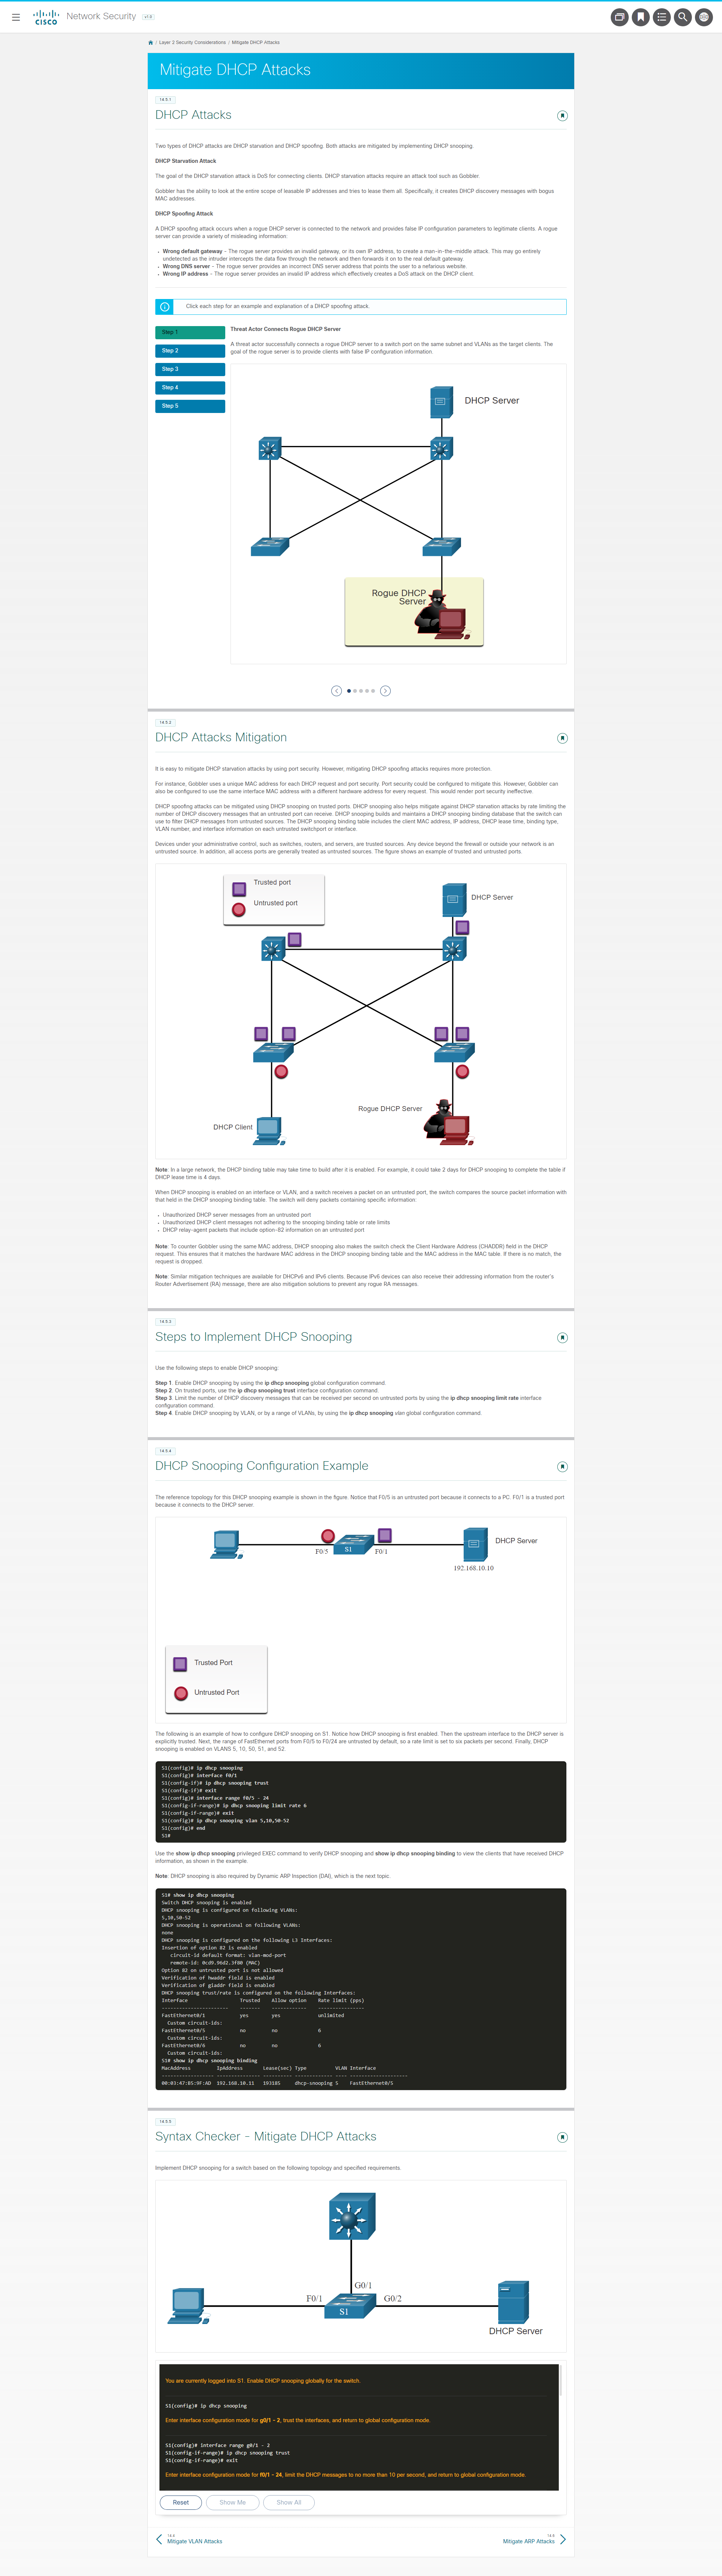 CISCO
Network Security
v1.0
/ Layer 2 Security Considerations / Mitigate DHCP Attacks
Mitigate DHCP Attacks
14.5.1
DHCP Attacks
Two types of DHCP attacks are DHCP starvation and DHCP spoofing. Both attacks are mitigated by implementing DHCP snooping.
DHCP Starvation Attack
The goal of the DHCP starvation attack is DoS for connecting clients. DHCP starvation attacks require an attack tool such as Gobbler.
Gobbler has the ability to look at the entire scope of leasable IP addresses and tries to lease them all. Specifically, it creates DHCP discovery messages with bogus
MAC addresses.
DHCP Spoofing Attack
A DHCP spoofing attack occurs when a rogue DHCP server is connected to the network and provides false IP configuration parameters to legitimate clients. A rogue
server can provide a variety of misleading information:
• Wrong default gateway - The rogue server provides an invalid gateway, or its own IP address, to create a man-in-the-middle attack. This may go entirely
undetected as the intruder intercepts the data flow through the network and then forwards it on to the real default gateway.
• Wrong DNS server - The rogue server provides an incorrect DNS server address that points the user to a nefarious website.
• Wrong IP address - The rogue server provides an invalid IP address which effectively creates a DoS attack on the DHCP client.
Click each step for an example and explanation of a DHCP spoofing attack.
Step 1
Step 2
Step 3
Step 4
Step 5
Threat Actor Connects Rogue DHCP Server
A threat actor successfully connects a rogue DHCP server to a switch port on the same subnet and VLANs as the target clients. The
goal of the rogue server is to provide clients with false IP configuration information.
DHCP Server
Rogue DHCP
Server
14.5.2
DHCP Attacks Mitigation
It is easy to mitigate DHCP starvation attacks by using port security. However, mitigating DHCP spoofing attacks requires more protection.
For instance, Gobbler uses a unique MAC address for each DHCP request and port security. Port security could be configured to mitigate this. However, Gobbler can
also be configured to use the same interface MAC address with a different hardware address for every request. This would render port security ineffective.
DHCP spoofing attacks can be mitigated using DHCP snooping on trusted ports. DHCP snooping also helps mitigate against DHCP starvation attacks by rate limiting the
number of DHCP discovery messages that an untrusted port can receive. DHCP snooping builds and maintains a DHCP snooping binding database that the switch can
use to filter DHCP messages from untrusted sources. The DHCP snooping binding table includes the client MAC address, IP address, DHCP lease time, binding type,
VLAN number, and interface information on each untrusted switchport or interface.
Devices under your administrative control, such as switches, routers, and servers, are trusted sources. Any device beyond the firewall or outside your network is an
untrusted source. In addition, all access ports are generally treated as untrusted sources. The figure shows an example of trusted and untrusted ports.
Trusted port
Untrusted port
DHCP Server
Rogue DHCP Server
DHCP Client
Note: In a large network, the DHCP binding table may take time to build after it is enabled. For example, it could take 2 days for DHCP snooping to complete the table if
DHCP lease time is 4 days.
When DHCP snooping is enabled on an interface or VLAN, and a switch receives a packet on an untrusted port, the switch compares the source packet information with
that held in the DHCP snooping binding table. The switch will deny packets containing specific information:
• Unauthorized DHCP server messages from an untrusted port
• Unauthorized DHCP client messages not adhering to the snooping binding table or rate limits
• DHCP relay-agent packets that include option-82 information on an untrusted port
Note: To counter Gobbler using the same MAC address, DHCP snooping also makes the switch check the Client Hardware Address (CHADDR) field in the DHCP
request. This ensures that it matches the hardware MAC address in the DHCP snooping binding table and the MAC address in the MAC table. If there is no match, the
request is dropped.
Note: Similar mitigation techniques are available for DHCPv6 and IPv6 clients. Because IPv6 devices can also receive their addressing information from the router's
Router Advertisement (RA) message, there are also mitigation solutions to prevent any rogue RA messages.
14.5.3
Steps to Implement DHCP Snooping
Use the following steps to enable DHCP snooping:
Step 1. Enable DHCP snooping by using the ip dhcp snooping global configuration command.
Step 2. On trusted ports, use the ip dhcp snooping trust interface configuration command.
Step 3. Limit the number of DHCP discovery messages that can be received per second on untrusted ports by using the ip dhcp snooping limit rate interface
configuration command.
Step 4. Enable DHCP snooping by VLAN, or by a range of VLANs, by using the ip dhcp snooping vlan global configuration command.
14.5.4
DHCP Snooping Configuration Example
The reference topology for this DHCP snooping example is shown in the figure. Notice that F0/5 is an untrusted port because it connects to a PC. F0/1 is a trusted port
because it connects to the DHCP server.
F0/5
S1
F0/1
DHCP Server
192.168.10.10
Trusted Port
Untrusted Port
The following is an example of how to configure DHCP snooping on S1. Notice how DHCP snooping is first enabled. Then the upstream interface to the DHCP server is
explicitly trusted. Next, the range of FastEthernet ports from F0/5 to F0/24 are untrusted by default, so a rate limit is set to six packets per second. Finally, DHCP
snooping is enabled on VLANS 5, 10, 50, 51, and 52.
S1(config)# ip dhcp snooping
S1(config)# interface f0/1
S1(config-if)# ip dhcp snooping trust
S1(config-if)# exit
S1(config)# interface range f0/5 - 24
S1(config-if-range)# ip dhcp snooping limit rate 6
S1(config-if-range)# exit
S1(config)# ip dhcp snooping vlan 5,10,50-52
S1(config)# end
S1#
Use the show ip dhcp snooping privileged EXEC command to verify DHCP snooping and show ip dhcp snooping binding to view the clients that have received DHCP
information, as shown in the example.
Note: DHCP snooping is also required by Dynamic ARP Inspection (DAI), which is the next topic.
S1# show ip dhcp snooping
Switch DHCP snooping is enabled
DHCP snooping is configured on following VLANs:
5,10,50-52
DHCP snooping is operational on following VLANs:
none
DHCP snooping is configured on the following L3 Interfaces:
Insertion of option 82 is enabled
circuit-id default format: vlan-mod-port
remote-id: 0cd9.96d2.3f80 (MAC)
Option 82 on untrusted port is not allowed
Verification of hwaddr field is enabled
Verification of giaddr field is enabled
DHCP snooping trust/rate is configured on the following Interfaces:
Interface Trusted Allow option Rate limit (pps)
----------------------- ------- ------------ ----------------
FastEthernet0/1 yes yes unlimited
Custom circuit-ids:
FastEthernet0/5 no no 6
Custom circuit-ids:
FastEthernet0/6 no no 6
Custom circuit-ids:
S1# show ip dhcp snooping binding
MacAddress IpAddress Lease(sec) Type VLAN Interface
------------------ --------------- ---------- ------------- ---- --------------------
00:03:47:B5:9F:AD 192.168.10.11 193185 dhcp-snooping 5 FastEthernet0/5
14.5.5
Syntax Checker - Mitigate DHCP Attacks
Implement DHCP snooping for a switch based on the following topology and specified requirements.
G0/1
F0/1
G0/2
S1
DHCP Server
You are currently logged into S1. Enable DHCP snooping globally for the switch.
S1(config)# ip dhcp snooping
Enter interface configuration mode for g0/1 - 2, trust the interfaces, and return to global configuration mode.
S1(config)# interface range g0/1 - 2
S1(config-if-range)# ip dhcp snooping trust
S1(config-if-range)# exit
Enter interface configuration mode for f0/1 - 24, limit the DHCP messages to no more than 10 per second, and return to global configuration mode.
Reset
Show Me
Show All
14.4
Mitigate VLAN Attacks
14.6
Mitigate ARP Attacks